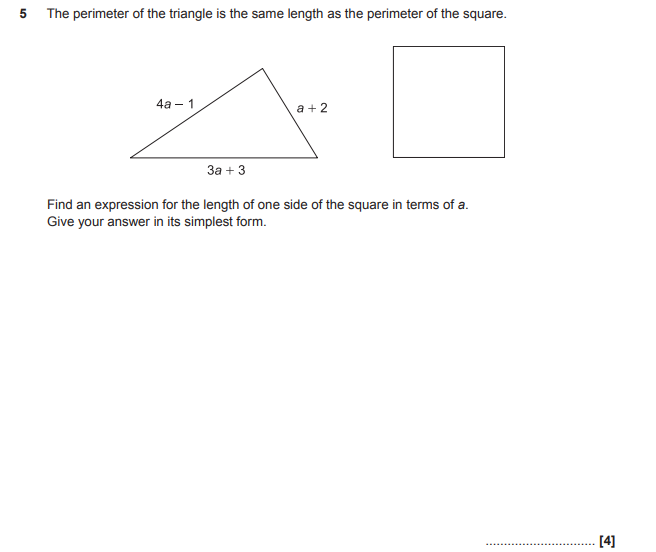 5 The perimeter of the triangle is the same length as the perimeter of the square.
4a – 1
a + 2
3a + 3
Find an expression for the length of one side of the square in terms of a.
Give your answer in its simplest form.
.............................. [4]